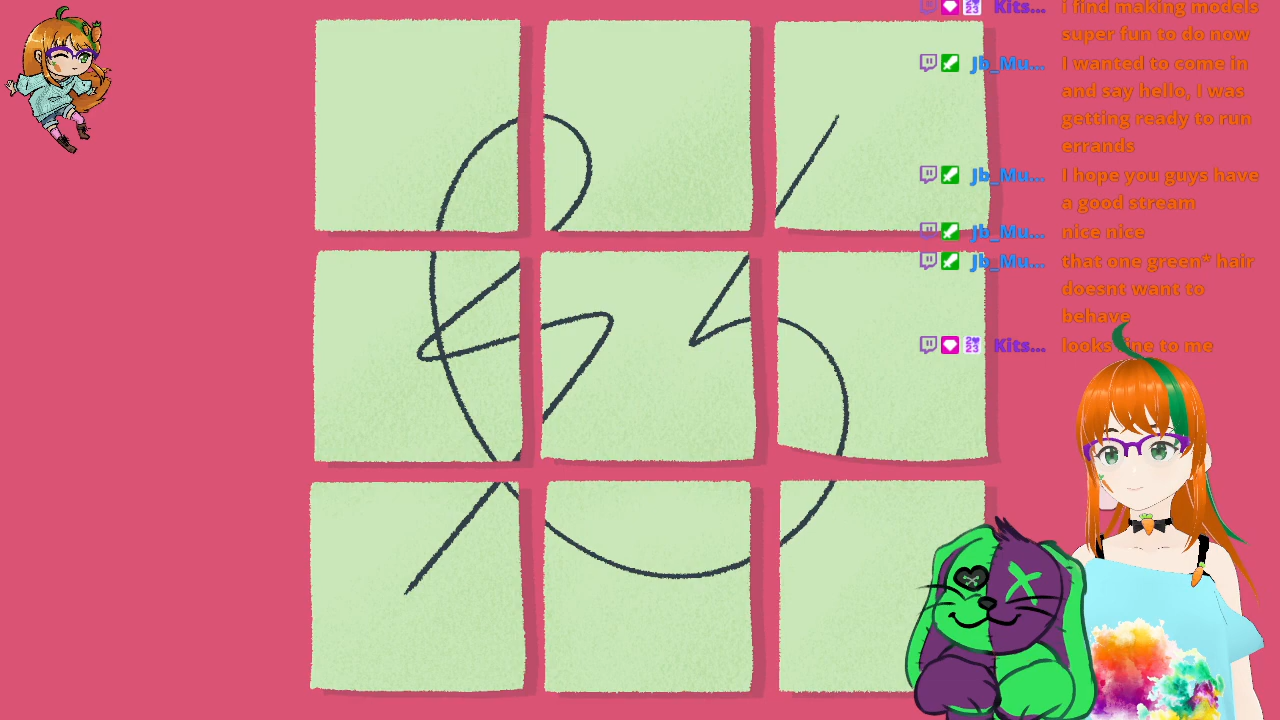 Kits... i find making models
super fun to do now
Jb_Mu... I wanted to come in
and say hello, I was
getting ready to run
errands
Jb_Mu... I hope you guys have
a good stream
Jb_Mu... nice nice
Jb_Mu... that one green* hair
doesnt want to
behave
Kits... looks fine to me